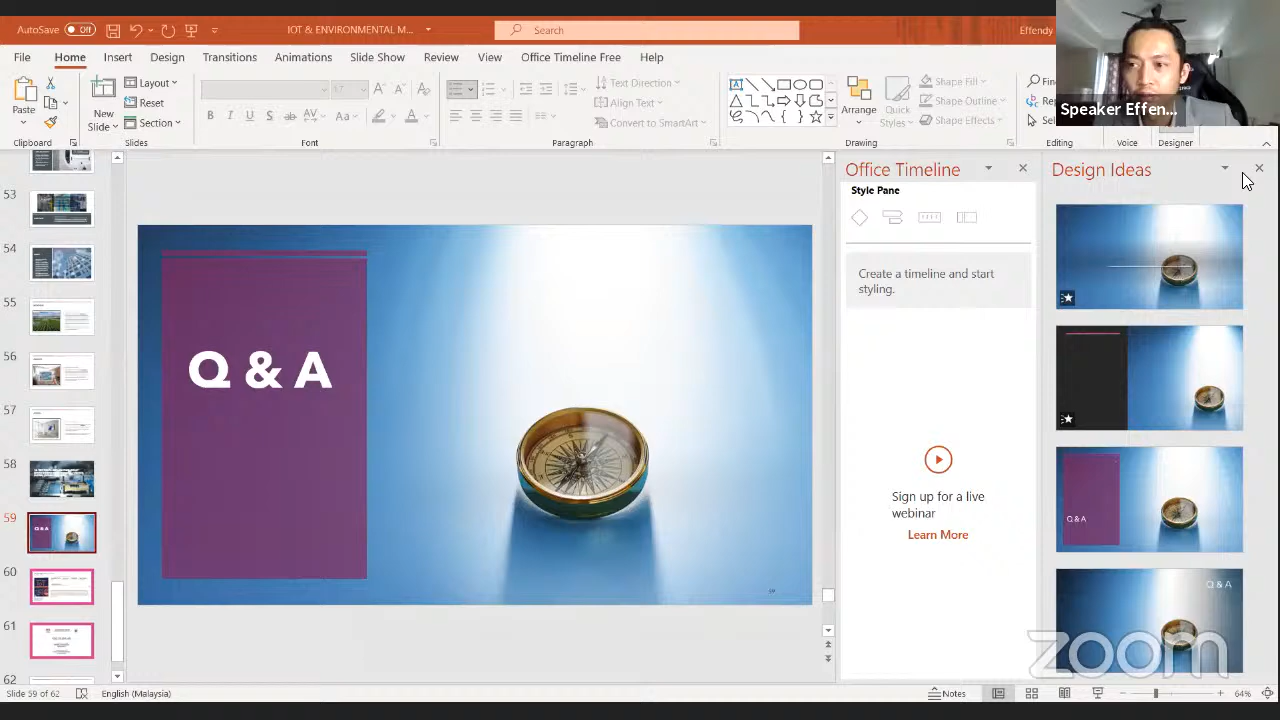 AutoSave Off
IOT & ENVIRONMENTAL M...
Search
Effendy
File Home Insert Design Transitions Animations Slide Show Review View Office Timeline Free Help
Paste
New
Slide
Layout
Reset
Section
Text Direction
Align Text
Convert to SmartArt
Arrange
Quick
Styles
Shape Fill
Shape Outline
Shape Effects
Speaker Effen...
Clipboard Slides Font Paragraph Drawing Editing Voice Designer
Office Timeline
Style Pane
Create a timeline and start
styling.
Sign up for a live
webinar
Learn More
Design Ideas
53
54
55
56
57
58
59
60
61
62
Q & A
Q & A
Q & A
Q & A
zoom
Slide 59 of 62 English (Malaysia) Notes 64%